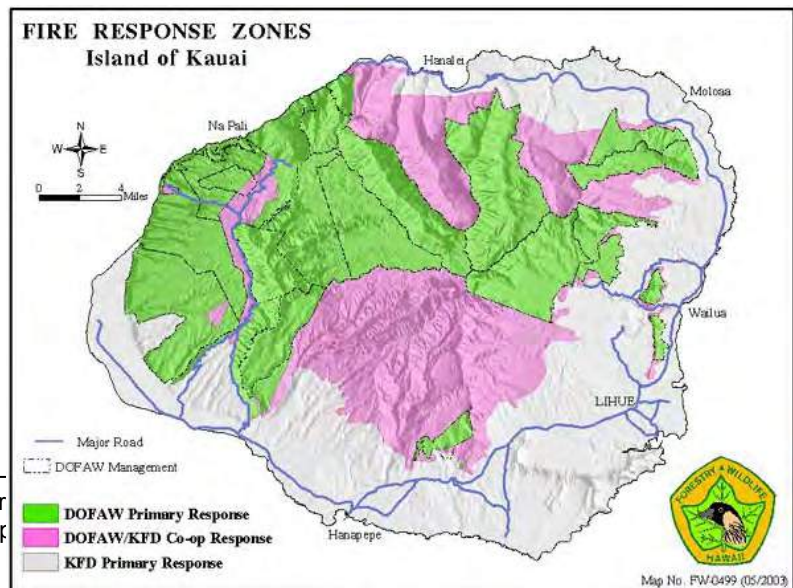 FIRE RESPONSE ZONES
Island of Kauai
Hanalei
Moloaa
Na Pali
N
W E
S
0 2 4
Miles
Wailua
LIHUE
Major Road
DOFAW Management
DOFAW Primary Response
DOFAW/KFD Co-op Response
KFD Primary Response
Hanapepe
FORESTRY & WILDLIFE
HAWAII
Map No. FW-0499 (05/2003)